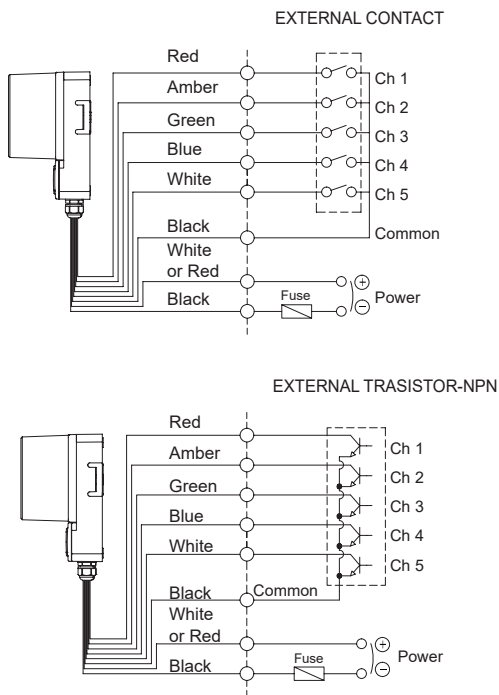 EXTERNAL CONTACT
Red
Ch 1
Amber
Ch 2
Green
Ch 3
Blue
Ch 4
White
Ch 5
Black
Common
White
or Red
Black
Fuse
+
Power
−
EXTERNAL TRASISTOR-NPN
Red
Ch 1
Amber
Ch 2
Green
Ch 3
Blue
Ch 4
White
Ch 5
Black
Common
White
or Red
Black
Fuse
+
Power
−